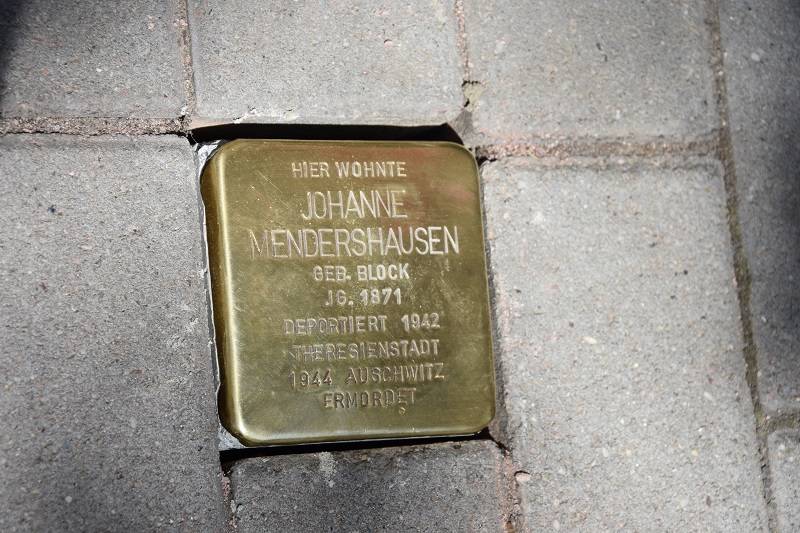 HIER WOHNTE
JOHANNE
MENDERSHAUSEN
GEB. BLOCK
JG. 1871
DEPORTIERT 1942
THERESIENSTADT
1944 AUSCHWITZ
ERMORDET